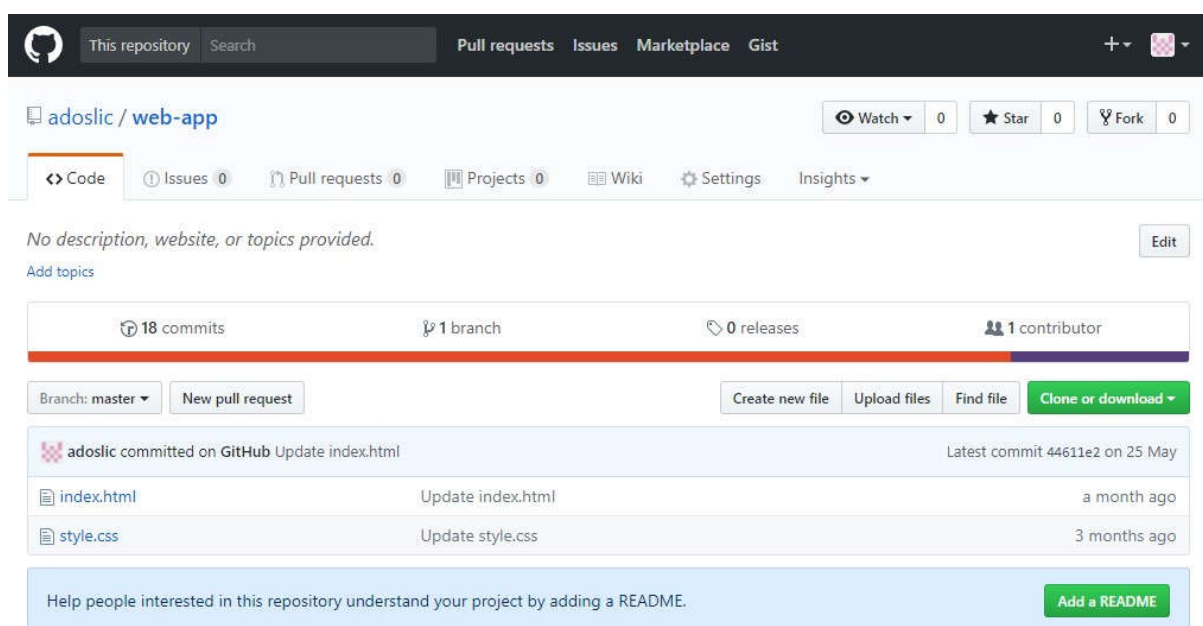 This repository Search Pull requests Issues Marketplace Gist
adoslic / web-app Watch 0 Star 0 Fork 0
Code Issues 0 Pull requests 0 Projects 0 Wiki Settings Insights
No description, website, or topics provided. Edit
Add topics
18 commits 1 branch 0 releases 1 contributor
Branch: master New pull request Create new file Upload files Find file Clone or download
adoslic committed on GitHub Update index.html Latest commit 44611e2 on 25 May
index.html Update index.html a month ago
style.css Update style.css 3 months ago
Help people interested in this repository understand your project by adding a README. Add a README